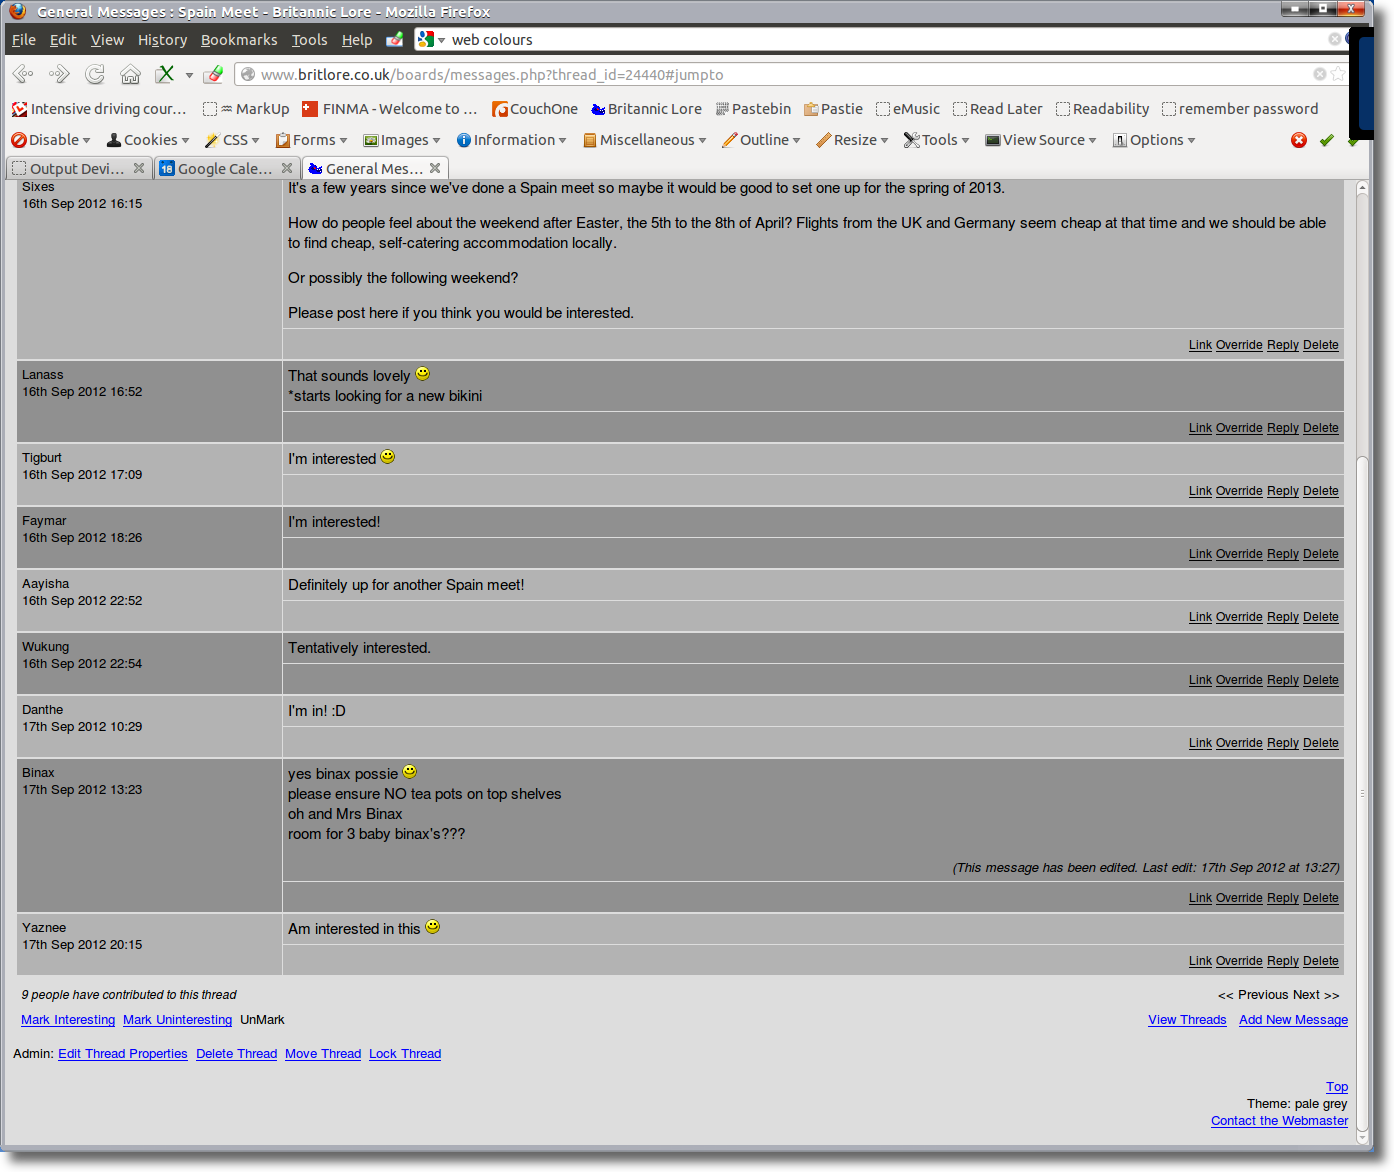 General Messages : Spain Meet - Britannic Lore - Mozilla Firefox
File Edit View History Bookmarks Tools Help web colours
www.britlore.co.uk/boards/messages.php?thread_id=24440#jumpto
Intensive driving cour... MarkUp FINMA - Welcome to ... CouchOne Britannic Lore Pastebin Pastie eMusic Read Later Readability remember password
Disable Cookies CSS Forms Images Information Miscellaneous Outline Resize Tools View Source Options
Output Devi... 18 Google Cale... General Mes...
Sixes
16th Sep 2012 16:15
It's a few years since we've done a Spain meet so maybe it would be good to set one up for the spring of 2013.
How do people feel about the weekend after Easter, the 5th to the 8th of April? Flights from the UK and Germany seem cheap at that time and we should be able
to find cheap, self-catering accommodation locally.
Or possibly the following weekend?
Please post here if you think you would be interested.
Link Override Reply Delete
Lanass
16th Sep 2012 16:52
That sounds lovely
*starts looking for a new bikini
Link Override Reply Delete
Tigburt
16th Sep 2012 17:09
I'm interested
Link Override Reply Delete
Faymar
16th Sep 2012 18:26
I'm interested!
Link Override Reply Delete
Aayisha
16th Sep 2012 22:52
Definitely up for another Spain meet!
Link Override Reply Delete
Wukung
16th Sep 2012 22:54
Tentatively interested.
Link Override Reply Delete
Danthe
17th Sep 2012 10:29
I'm in! :D
Link Override Reply Delete
Binax
17th Sep 2012 13:23
yes binax possie
please ensure NO tea pots on top shelves
oh and Mrs Binax
room for 3 baby binax's???
(This message has been edited. Last edit: 17th Sep 2012 at 13:27)
Link Override Reply Delete
Yaznee
17th Sep 2012 20:15
Am interested in this
Link Override Reply Delete
9 people have contributed to this thread << Previous Next >>
Mark Interesting Mark Uninteresting UnMark View Threads Add New Message
Admin: Edit Thread Properties Delete Thread Move Thread Lock Thread
Top
Theme: pale grey
Contact the Webmaster